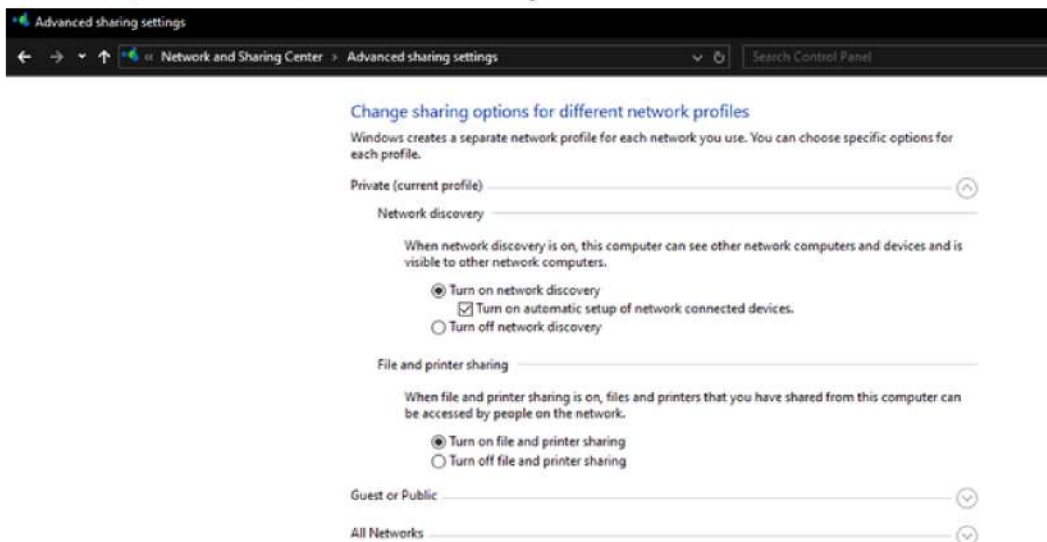 Advanced sharing settings
« Network and Sharing Center › Advanced sharing settings
Search Control Panel
Change sharing options for different network profiles
Windows creates a separate network profile for each network you use. You can choose specific options for
each profile.
Private (current profile)
Network discovery
When network discovery is on, this computer can see other network computers and devices and is
visible to other network computers.
Turn on network discovery
Turn on automatic setup of network connected devices.
Turn off network discovery
File and printer sharing
When file and printer sharing is on, files and printers that you have shared from this computer can
be accessed by people on the network.
Turn on file and printer sharing
Turn off file and printer sharing
Guest or Public
All Networks